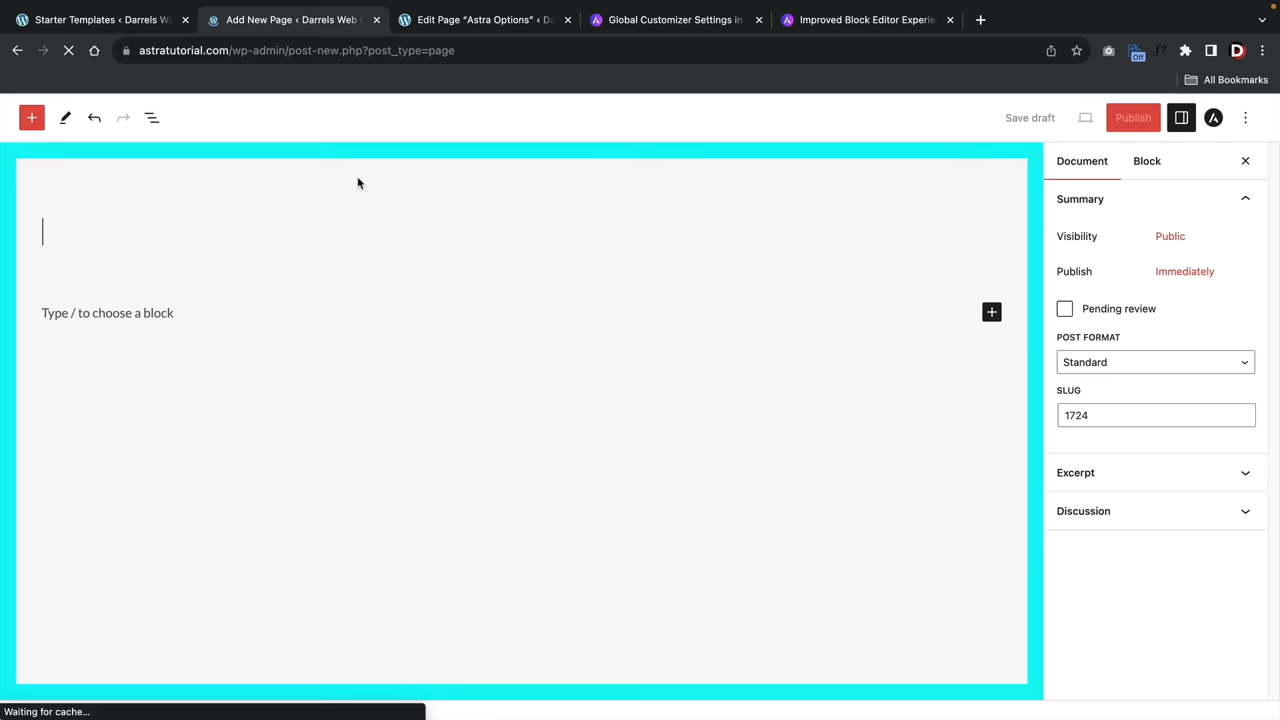 Starter Templates ‹ Darrels We
Add New Page ‹ Darrels Web
Edit Page "Astra Options" ‹ Da
Global Customizer Settings in
Improved Block Editor Experie
astratutorial.com/wp-admin/post-new.php?post_type=page
Off
D
All Bookmarks
Save draft
Publish
Document
Block
Summary
Visibility
Public
Publish
Immediately
Pending review
POST FORMAT
Standard
SLUG
1724
Excerpt
Discussion
Type / to choose a block
Waiting for cache...